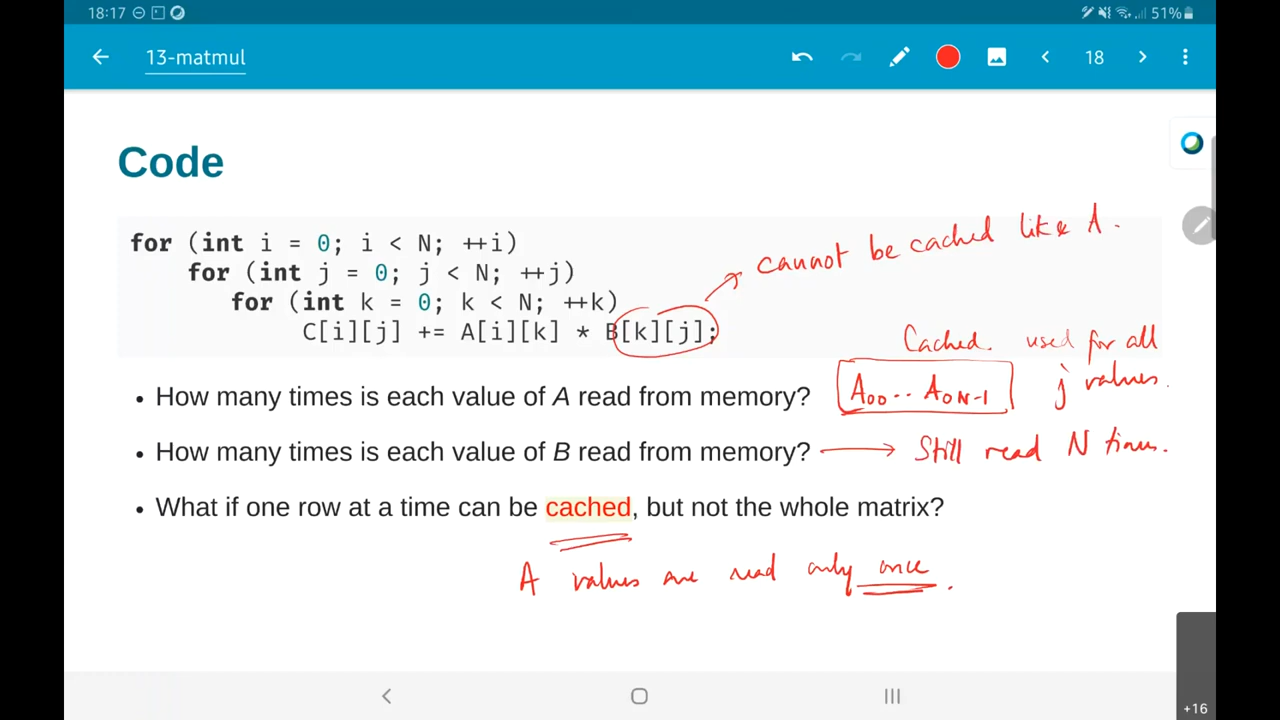 18:17
51%
13-matmul
18
Code
for (int i = 0; i < N; ++i)
for (int j = 0; j < N; ++j)
for (int k = 0; k < N; ++k)
C[i][j] += A[i][k] * B[k][j];
cannot be cached like A.
Cached. used for all
j values.
• How many times is each value of A read from memory?
A00.. A0N-1
• How many times is each value of B read from memory?
Still read N times.
• What if one row at a time can be cached, but not the whole matrix?
A values are read only once.
+16